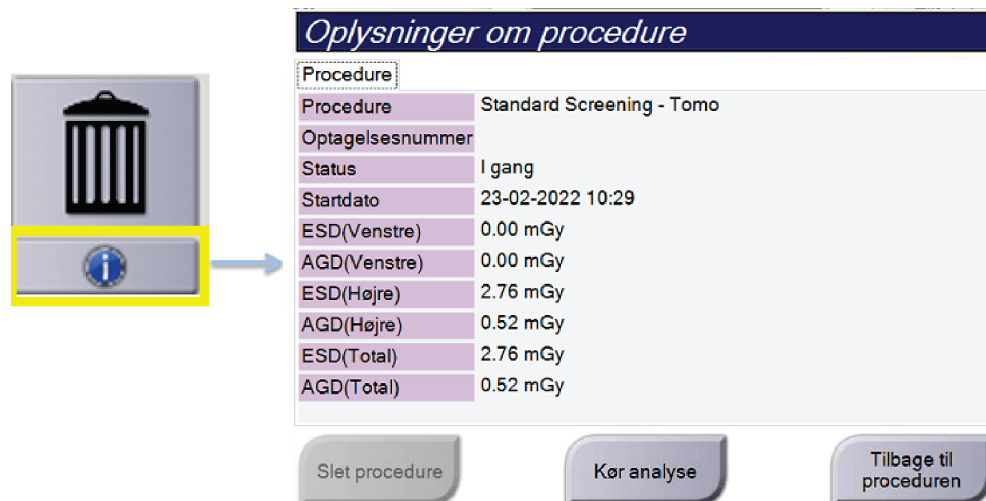 Oplysninger om procedure
Procedure
Procedure Standard Screening - Tomo
Optagelsesnummer
Status I gang
Startdato 23-02-2022 10:29
ESD(Venstre) 0.00 mGy
AGD(Venstre) 0.00 mGy
ESD(Højre) 2.76 mGy
AGD(Højre) 0.52 mGy
ESD(Total) 2.76 mGy
AGD(Total) 0.52 mGy
Slet procedure
Kør analyse
Tilbage til
proceduren